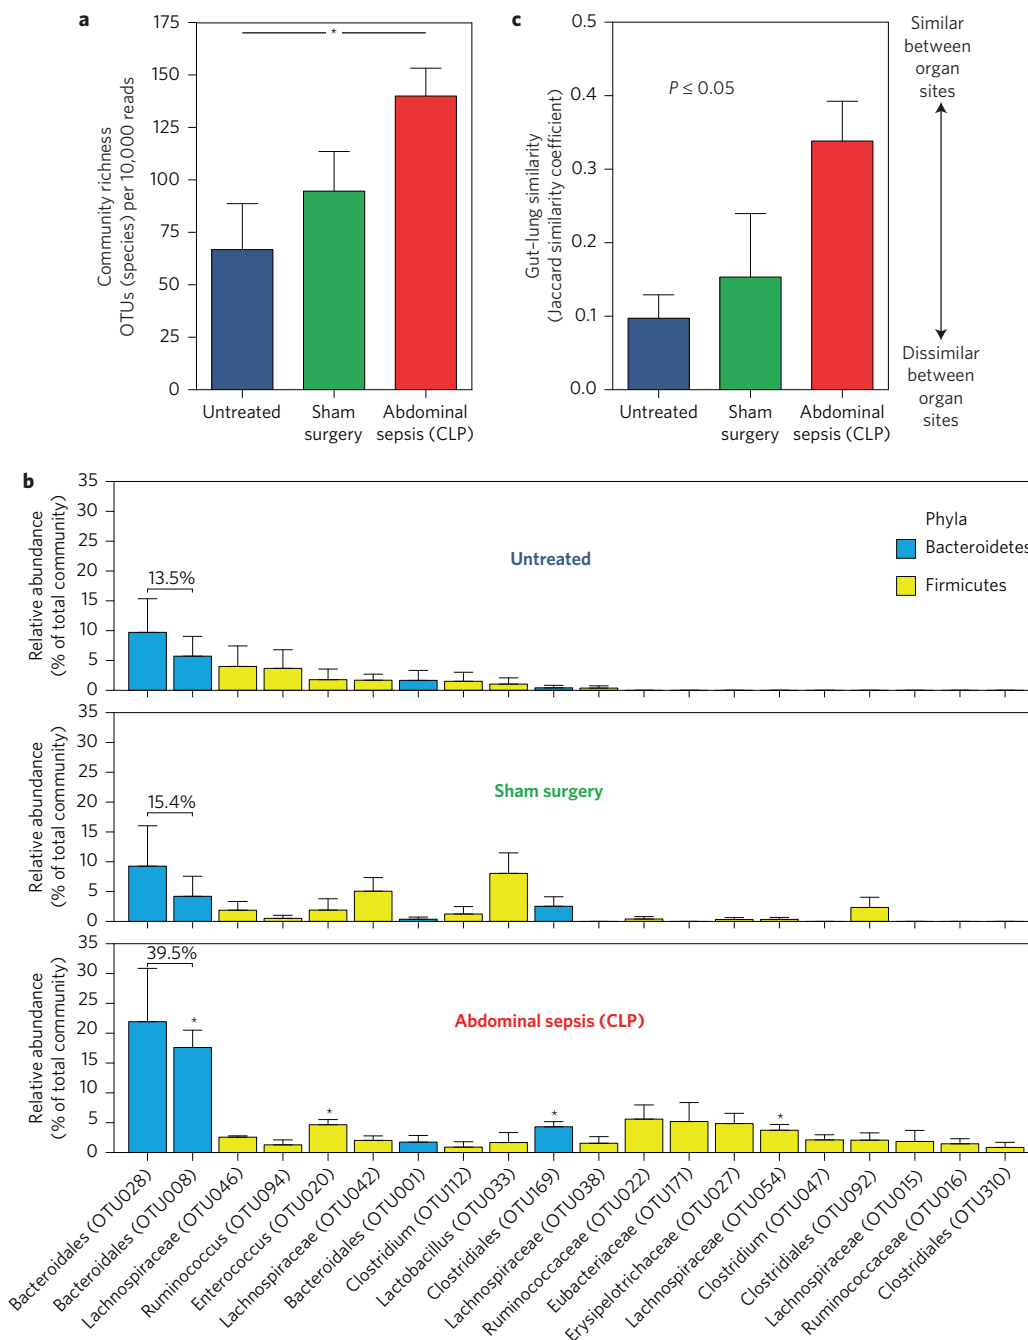 a
175
150
125
100
75
50
25
0
Community richness
OTUs (species) per 10,000 reads
*
Untreated
Sham
surgery
Abdominal
sepsis (CLP)
c
0.5
0.4
0.3
0.2
0.1
0.0
Gut–lung similarity
(Jaccard similarity coefficient)
P ≤ 0.05
Untreated
Sham
surgery
Abdominal
sepsis (CLP)
Similar
between
organ
sites
Dissimilar
between
organ
sites
b
35
30
25
20
15
10
5
0
Relative abundance
(% of total community)
13.5%
Untreated
Phyla
Bacteroidetes
Firmicutes
35
30
25
20
15
10
5
0
Relative abundance
(% of total community)
15.4%
Sham surgery
35
30
25
20
15
10
5
0
Relative abundance
(% of total community)
39.5%
*
*
*
*
Abdominal sepsis (CLP)
Bacteroidales (OTU028)
Bacteroidales (OTU008)
Lachnospiraceae (OTU046)
Ruminococcus (OTU094)
Enterococcus (OTU020)
Lachnospiraceae (OTU042)
Bacteroidales (OTU001)
Clostridium (OTU112)
Lactobacillus (OTU033)
Clostridiales (OTU169)
Lachnospiraceae (OTU038)
Ruminococcaceae (OTU022)
Eubacteriaceae (OTU171)
Erysipelotrichaceae (OTU027)
Lachnospiraceae (OTU054)
Clostridium (OTU047)
Clostridiales (OTU092)
Lachnospiraceae (OTU015)
Ruminococcaceae (OTU016)
Clostridiales (OTU310)